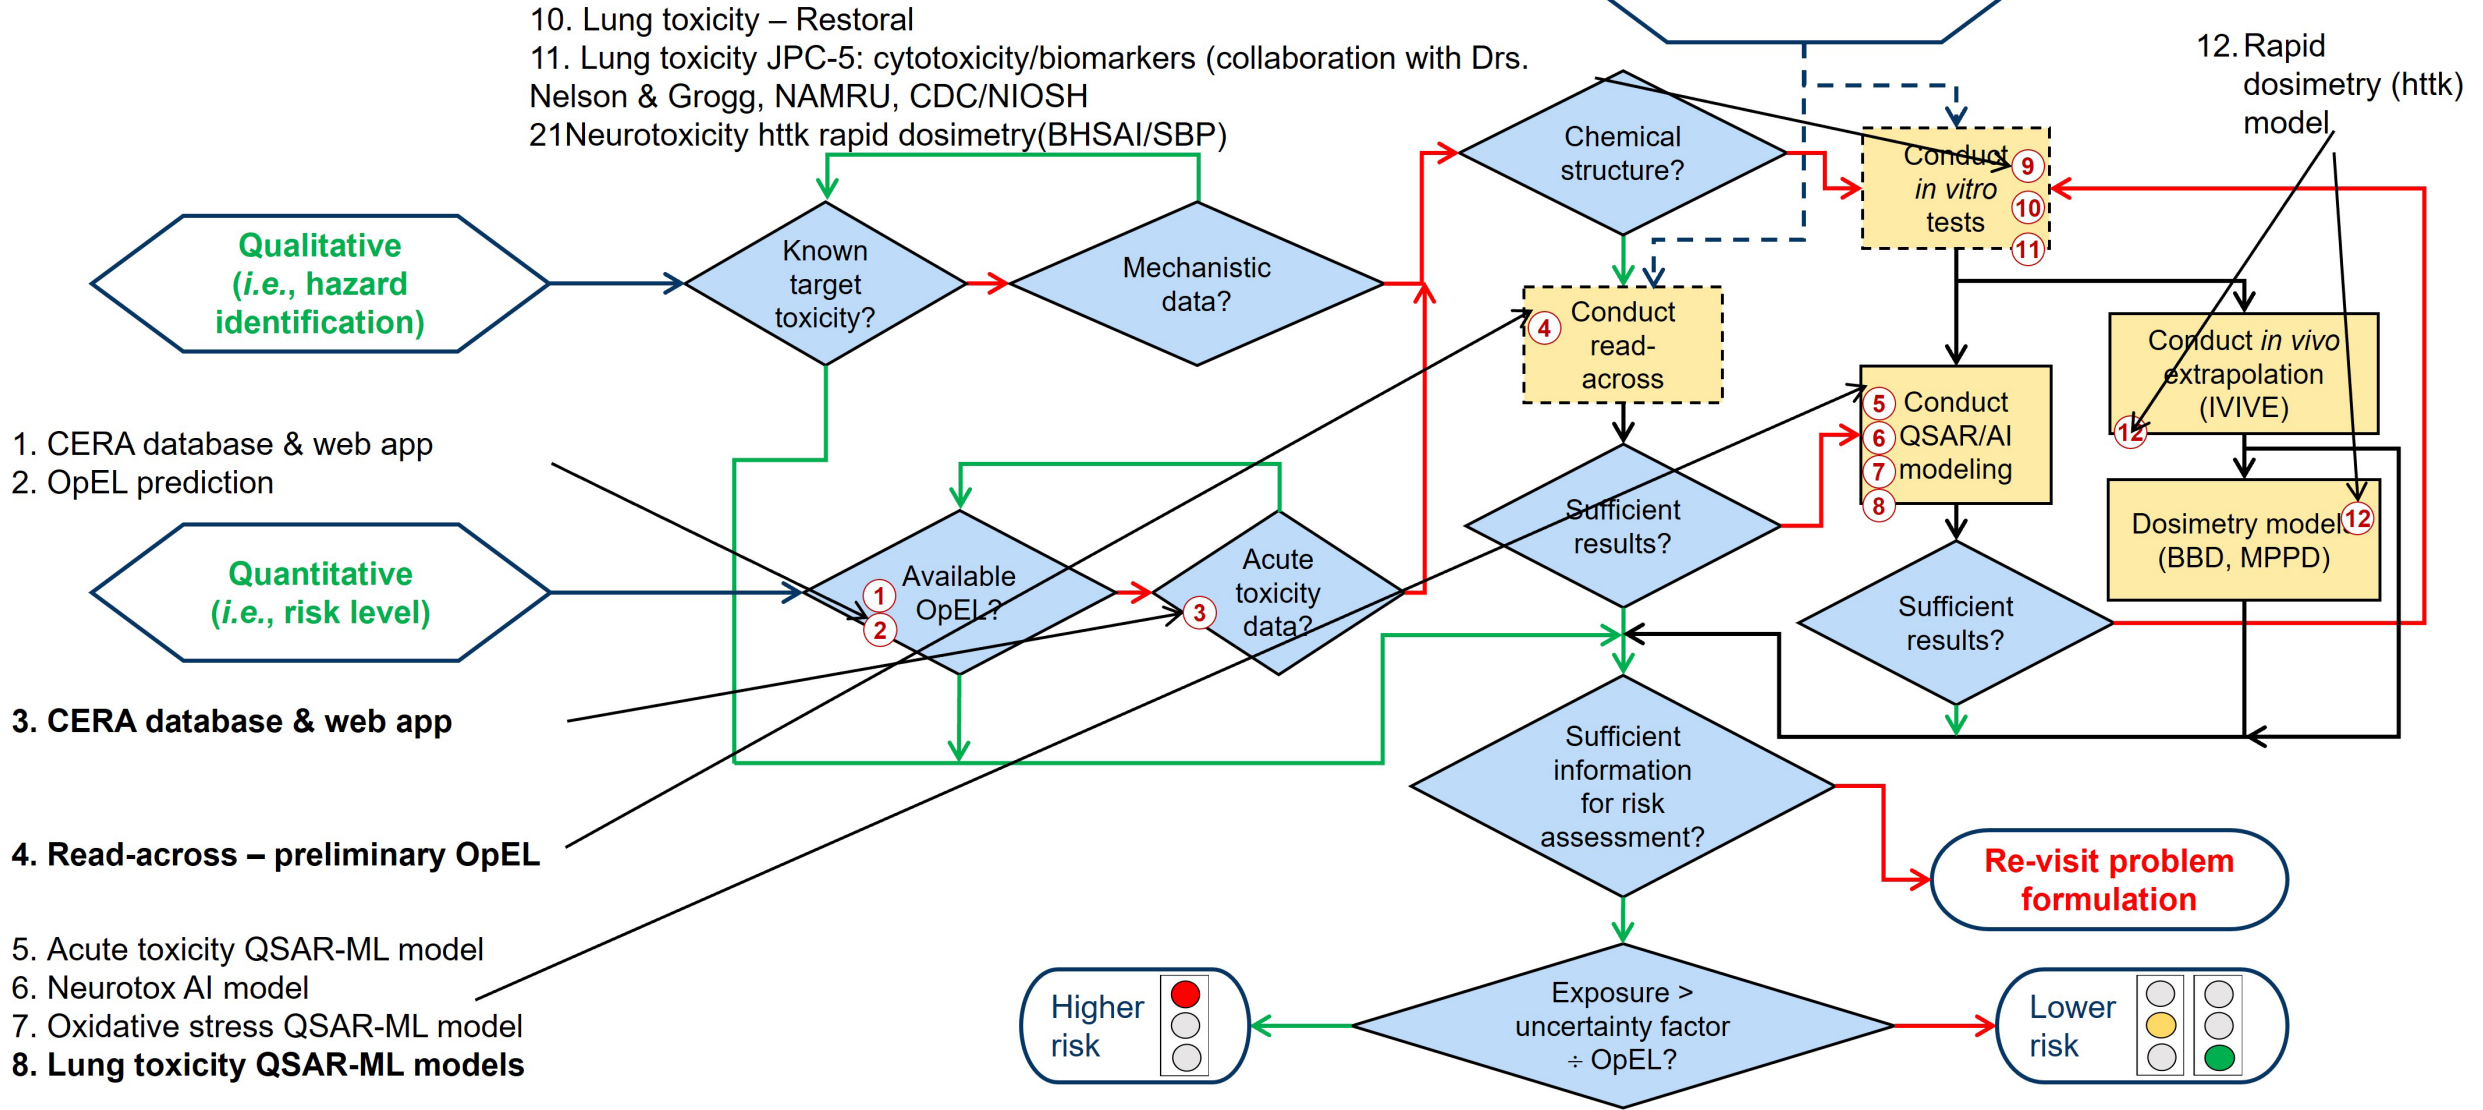 10. Lung toxicity – Restoral
11. Lung toxicity JPC-5: cytotoxicity/biomarkers (collaboration with Drs.
Nelson & Grogg, NAMRU, CDC/NIOSH
21Neurotoxicity httk rapid dosimetry(BHSAI/SBP)
12. Rapid
dosimetry (httk)
model
Chemical
structure?
Conduct
in vitro
tests
9
10
11
Qualitative
(i.e., hazard
identification)
Known
target
toxicity?
Mechanistic
data?
4
Conduct
read-
across
Conduct in vivo
extrapolation
(IVIVE)
12
5
6
7
8
Conduct
QSAR/AI
modeling
1. CERA database & web app
2. OpEL prediction
Sufficient
results?
Dosimetry model
(BBD, MPPD)
12
Quantitative
(i.e., risk level)
1
2
Available
OpEL?
3
Acute
toxicity
data?
Sufficient
results?
3. CERA database & web app
Sufficient
information
for risk
assessment?
4. Read-across – preliminary OpEL
Re-visit problem
formulation
5. Acute toxicity QSAR-ML model
6. Neurotox AI model
7. Oxidative stress QSAR-ML model
8. Lung toxicity QSAR-ML models
Higher
risk
Exposure >
uncertainty factor
÷ OpEL?
Lower
risk